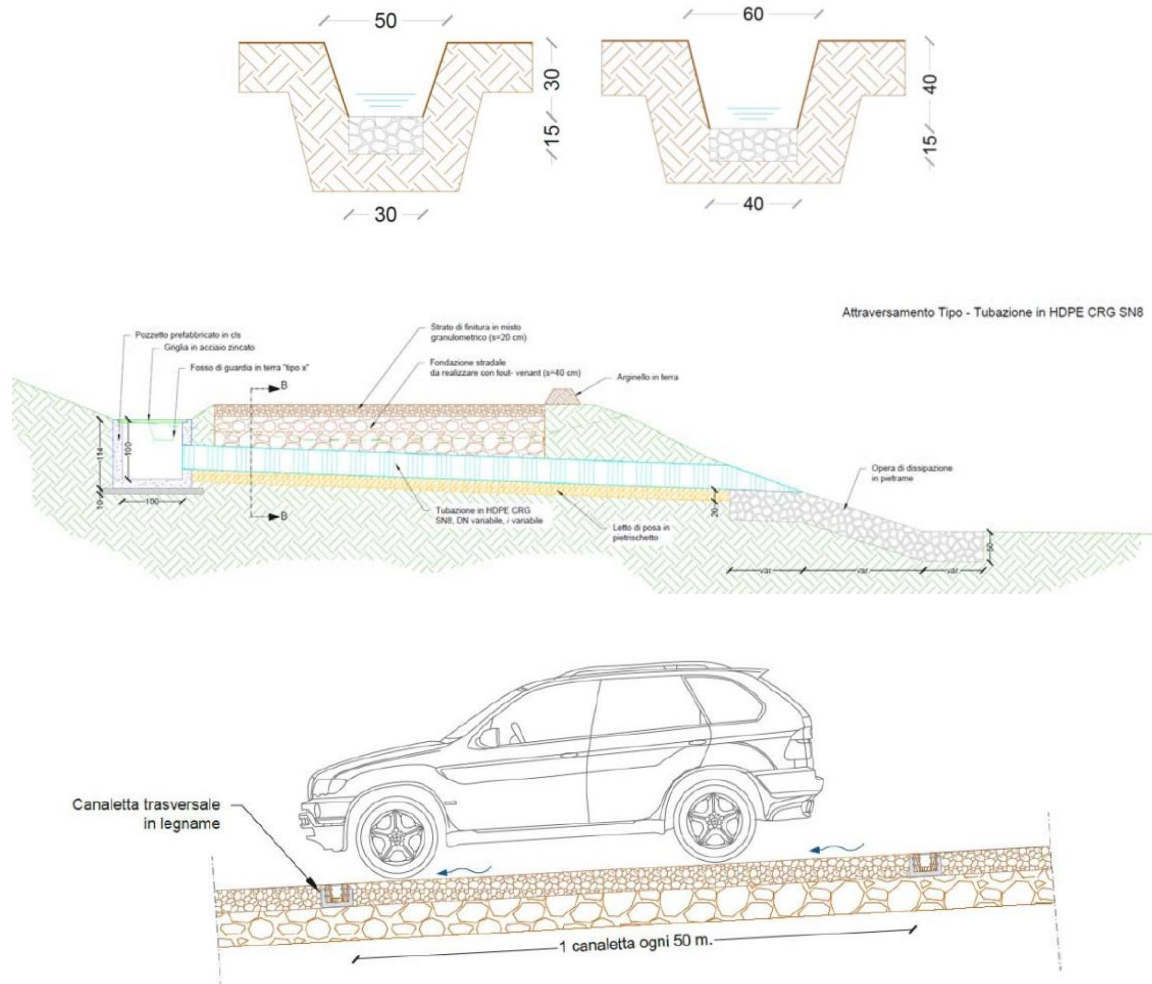 50
30
15
30
60
40
15
40
Attraversamento Tipo - Tubazione in HDPE CRG SN8
Pozzetto prefabbricato in cls
Griglia in acciaio zincato
Fosso di guardia in terra "tipo x"
Strato di finitura in misto
granulometrico (s=20 cm)
Fondazione stradale
da realizzare con tout- venant (s=40 cm)
Arginello in terra
B
B
114
100
10
100
Tubazione in HDPE CRG
SN8, DN variabile, i variabile
Letto di posa in
pietrischetto
20
Opera di dissipazione
in pietrame
50
var.
var.
var.
Canaletta trasversale
in legname
1 canaletta ogni 50 m.